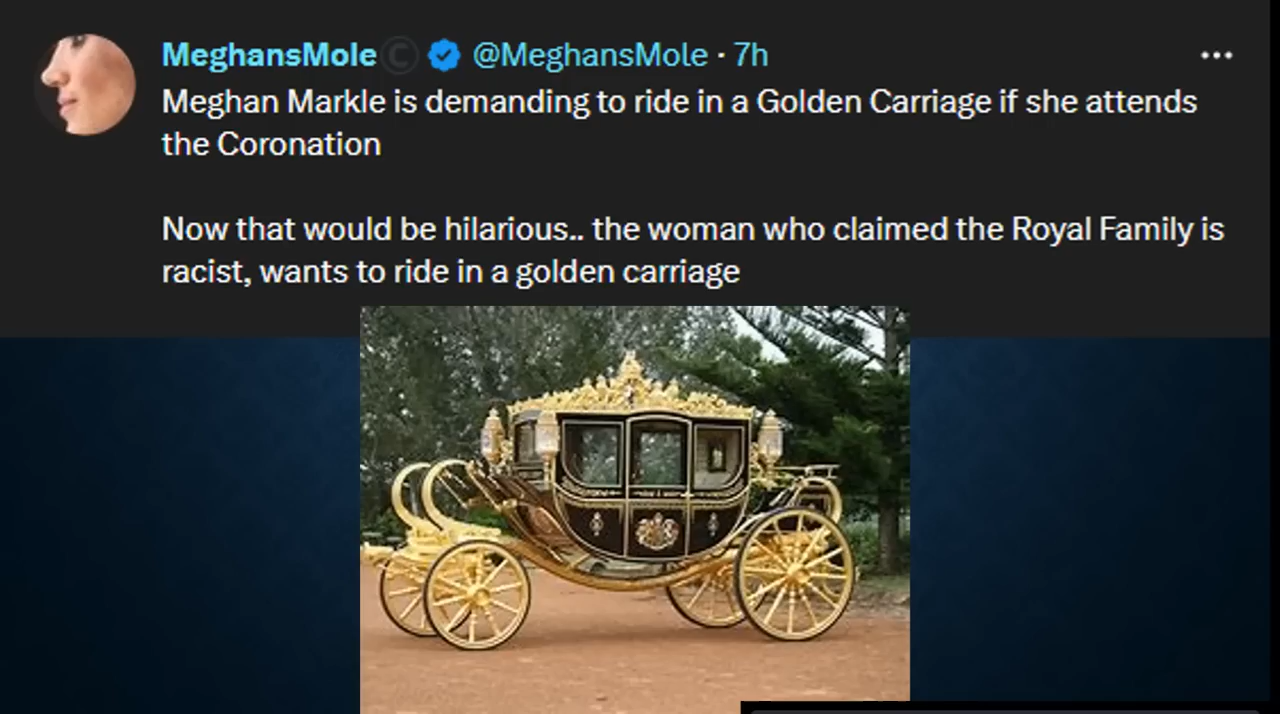 MeghansMole @MeghansMole · 7h
Meghan Markle is demanding to ride in a Golden Carriage if she attends
the Coronation
Now that would be hilarious.. the woman who claimed the Royal Family is
racist, wants to ride in a golden carriage